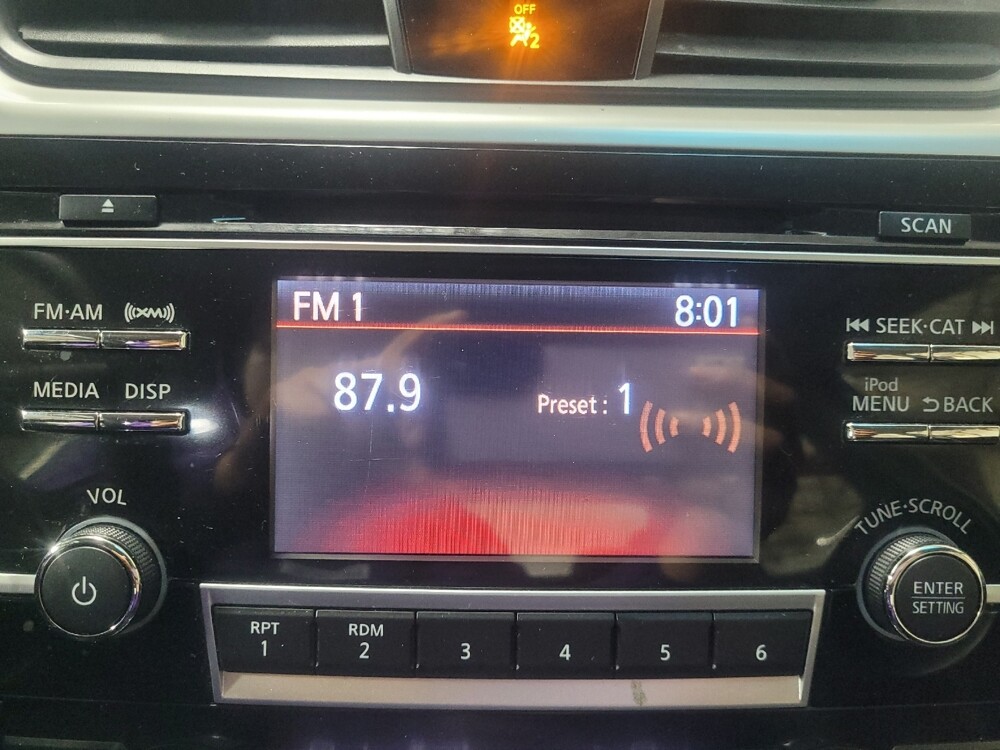 OFF
2
SCAN
FM·AM
((XM))
FM 1
8:01
SEEK·CAT
87.9
Preset: 1
MEDIA
DISP
iPod
MENU
BACK
VOL
TUNE·SCROLL
ENTER
SETTING
RPT
1
RDM
2
3
4
5
6